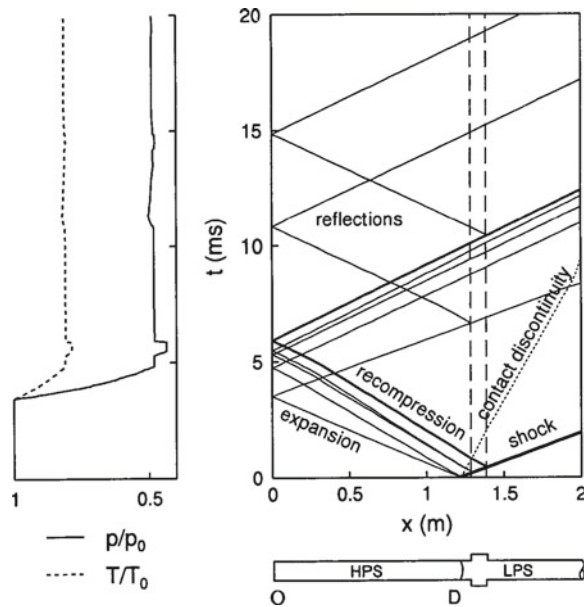 20
15
10
5
0
t (ms)
reflections
contact discontinuity
recompression
expansion
shock
1
0.5
0
0.5
1
1.5
2
x (m)
p/p₀
T/T₀
HPS
LPS
O
D